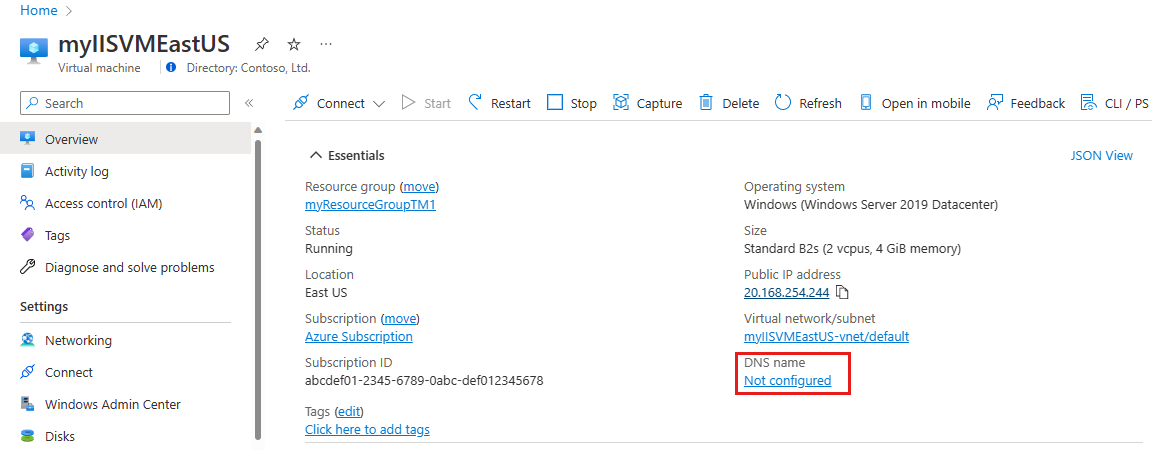 Home >
myIISVMEastUS
Virtual machine
Directory: Contoso, Ltd.
Search
Overview
Activity log
Access control (IAM)
Tags
Diagnose and solve problems
Settings
Networking
Connect
Windows Admin Center
Disks
Connect Start Restart Stop Capture Delete Refresh Open in mobile Feedback CLI / PS
Essentials
JSON View
Resource group (move)
myResourceGroupTM1
Status
Running
Location
East US
Subscription (move)
Azure Subscription
Subscription ID
abcdef01-2345-6789-0abc-def012345678
Tags (edit)
Click here to add tags
Operating system
Windows (Windows Server 2019 Datacenter)
Size
Standard B2s (2 vcpus, 4 GiB memory)
Public IP address
20.168.254.244
Virtual network/subnet
myIISVMEastUS-vnet/default
DNS name
Not configured